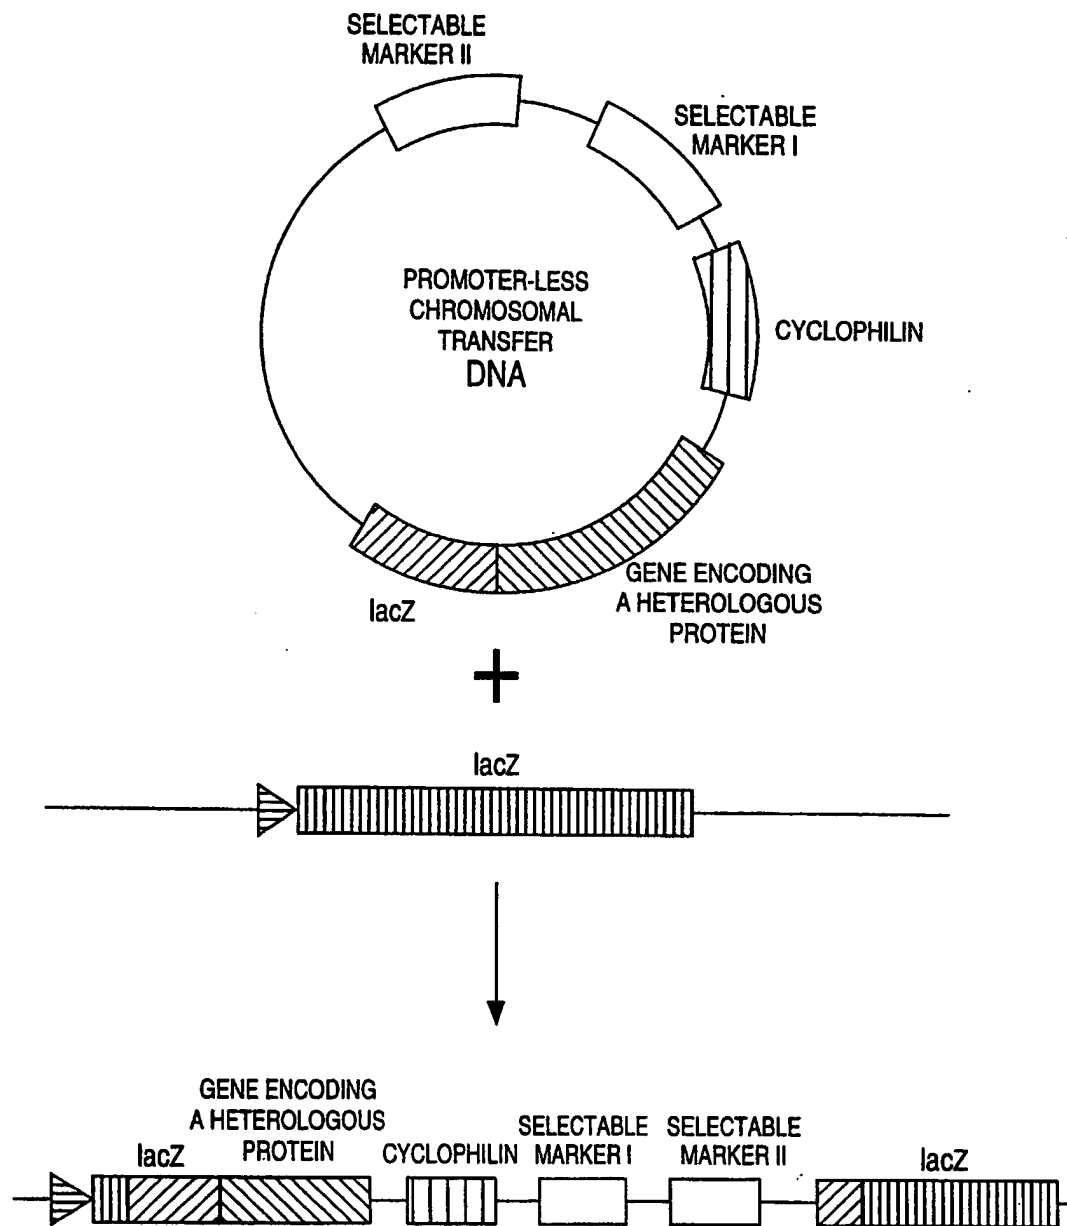 SELECTABLE
MARKER II
SELECTABLE
MARKER I
PROMOTER-LESS
CHROMOSOMAL
TRANSFER
DNA
CYCLOPHILIN
GENE ENCODING
A HETEROLOGOUS
PROTEIN
lacZ
+
lacZ
GENE ENCODING
A HETEROLOGOUS
PROTEIN
lacZ
CYCLOPHILIN
SELECTABLE
MARKER I
SELECTABLE
MARKER II
lacZ